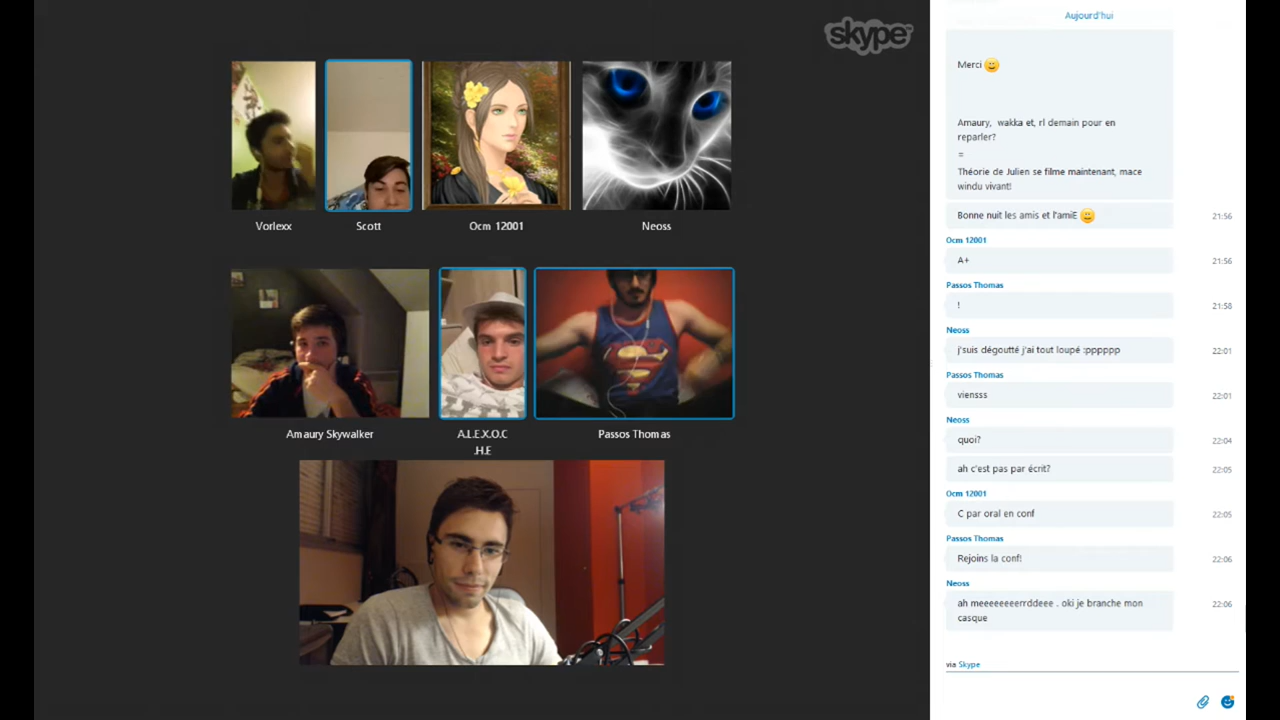 skype™
Vorlexx
Scott
Ocm 12001
Neoss
Amaury Skywalker
A.L.E.X.O.C
.H.E
Passos Thomas
Aujourd'hui
Merci
Amaury, wakka et, rl demain pour en
reparler?
=
Théorie de Julien se filme maintenant, mace
windu vivant!
Bonne nuit les amis et l'amiE
21:56
Ocm 12001
A+
21:56
Passos Thomas
!
21:58
Neoss
j'suis dégoutté j'ai tout loupé :pppppp
22:01
Passos Thomas
viensss
22:01
Neoss
quoi?
22:04
ah c'est pas par écrit?
22:05
Ocm 12001
C par oral en conf
22:05
Passos Thomas
Rejoins la conf!
22:06
Neoss
ah meeeeeeeerrddeee . oki je branche mon
casque
22:06
via Skype